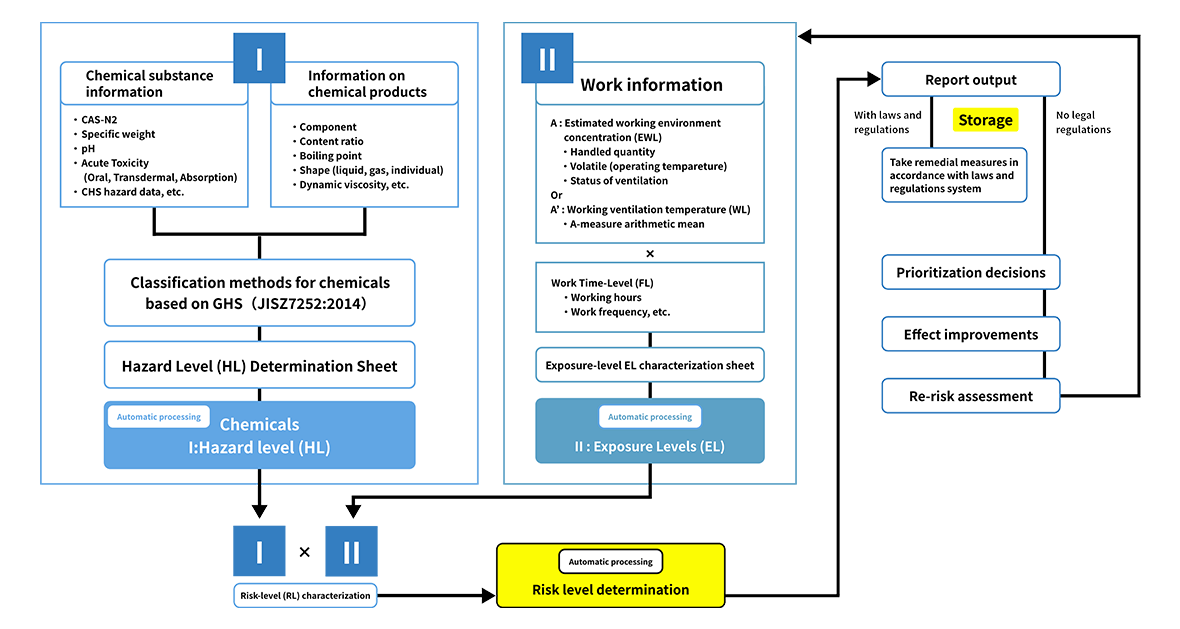 I
Chemical substance
information
・CAS-N2
・Specific weight
・pH
・Acute Toxicity
(Oral, Transdermal, Absorption)
・CHS hazard data, etc.
Information on
chemical products
・Component
・Content ratio
・Boiling point
・Shape (liquid, gas, individual)
・Dynamic viscosity, etc.
Classification methods for chemicals
based on GHS（JISZ7252:2014）
Hazard Level (HL) Determination Sheet
Automatic processing
Chemicals
I:Hazard level (HL)
II
Work information
A : Estimated working environment
concentration (EWL)
・Handled quantity
・Volatile (operating tempareture)
・Status of ventilation
Or
A' : Working ventilation temperature (WL)
・A-measure arithmetic mean
×
Work Time-Level (FL)
・Working hours
・Work frequency, etc.
Exposure-level EL characterization sheet
Automatic processing
II : Exposure Levels (EL)
I × II
Risk-level (RL) characterization
Automatic processing
Risk level determination
Report output
With laws and
regulations
Storage
No legal
regulations
Take remedial measures in
accordance with laws and
regulations system
Prioritization decisions
Effect improvements
Re-risk assessment